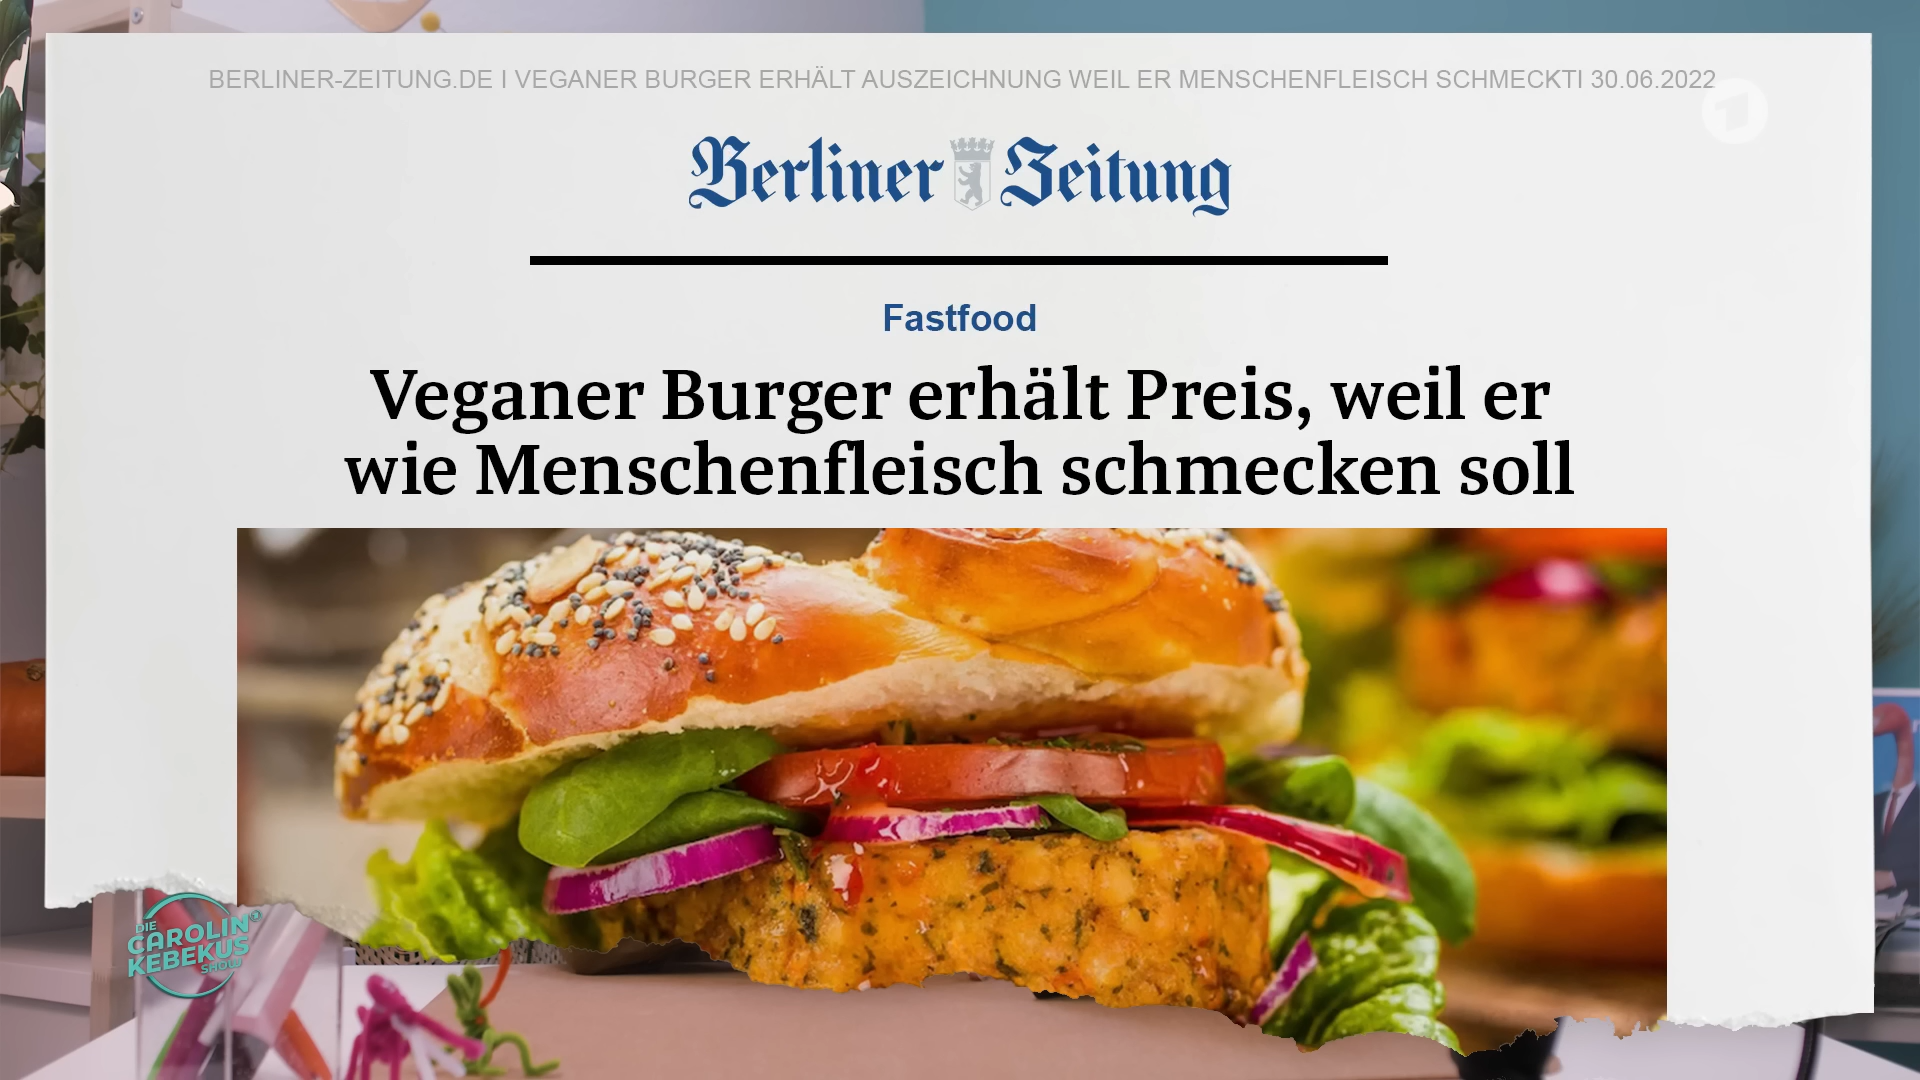 BERLINER-ZEITUNG.DE I VEGANER BURGER ERHÄLT AUSZEICHNUNG WEIL ER MENSCHENFLEISCH SCHMECKTI 30.06.2022
Berliner Zeitung
Fastfood
Veganer Burger erhält Preis, weil er
wie Menschenfleisch schmecken soll
DIE
CAROLIN
KEBEKUS
SHOW